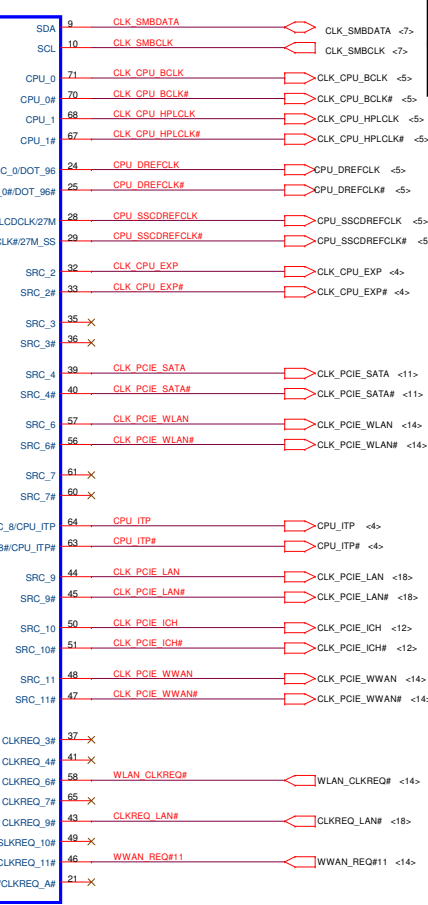 SDA 9 CLK_SMBDATA CLK_SMBDATA <7>
SCL 10 CLK_SMBCLK CLK_SMBCLK <7>
CPU_0 71 CLK_CPU_BCLK CLK_CPU_BCLK <5>
CPU_0# 70 CLK_CPU_BCLK# CLK_CPU_BCLK# <5>
CPU_1 68 CLK_CPU_HPLCLK CLK_CPU_HPLCLK <5>
CPU_1# 67 CLK_CPU_HPLCLK# CLK_CPU_HPLCLK# <5>
C_0/DOT_96 24 CPU_DREFCLK CPU_DREFCLK <5>
_0#/DOT_96# 25 CPU_DREFCLK# CPU_DREFCLK# <5>
LCDCLK/27M 28 CPU_SSCDREFCLK CPU_SSCDREFCLK <5>
CLK#/27M_SS 29 CPU_SSCDREFCLK# CPU_SSCDREFCLK# <5
SRC_2 32 CLK_CPU_EXP CLK_CPU_EXP <4>
SRC_2# 33 CLK_CPU_EXP# CLK_CPU_EXP# <4>
SRC_3 35
SRC_3# 36
SRC_4 39 CLK_PCIE_SATA CLK_PCIE_SATA <11>
SRC_4# 40 CLK_PCIE_SATA# CLK_PCIE_SATA# <11>
SRC_6 57 CLK_PCIE_WLAN CLK_PCIE_WLAN <14>
SRC_6# 56 CLK_PCIE_WLAN# CLK_PCIE_WLAN# <14>
SRC_7 61
SRC_7# 60
C_8/CPU_ITP 64 CPU_ITP CPU_ITP <4>
8#/CPU_ITP# 63 CPU_ITP# CPU_ITP# <4>
SRC_9 44 CLK_PCIE_LAN CLK_PCIE_LAN <18>
SRC_9# 45 CLK_PCIE_LAN# CLK_PCIE_LAN# <18>
SRC_10 50 CLK_PCIE_ICH CLK_PCIE_ICH <12>
SRC_10# 51 CLK_PCIE_ICH# CLK_PCIE_ICH# <12>
SRC_11 48 CLK_PCIE_WWAN CLK_PCIE_WWAN <14>
SRC_11# 47 CLK_PCIE_WWAN# CLK_PCIE_WWAN# <14
CLKREQ_3# 37
CLKREQ_4# 41
CLKREQ_6# 58 WLAN_CLKREQ# WLAN_CLKREQ# <14>
CLKREQ_7# 65
CLKREQ_9# 43 CLKREQ_LAN# CLKREQ_LAN# <18>
SLKREQ_10# 49
CLKREQ_11# 46 WWAN_REQ#11 WWAN_REQ#11 <14>
/CLKREQ_A# 21